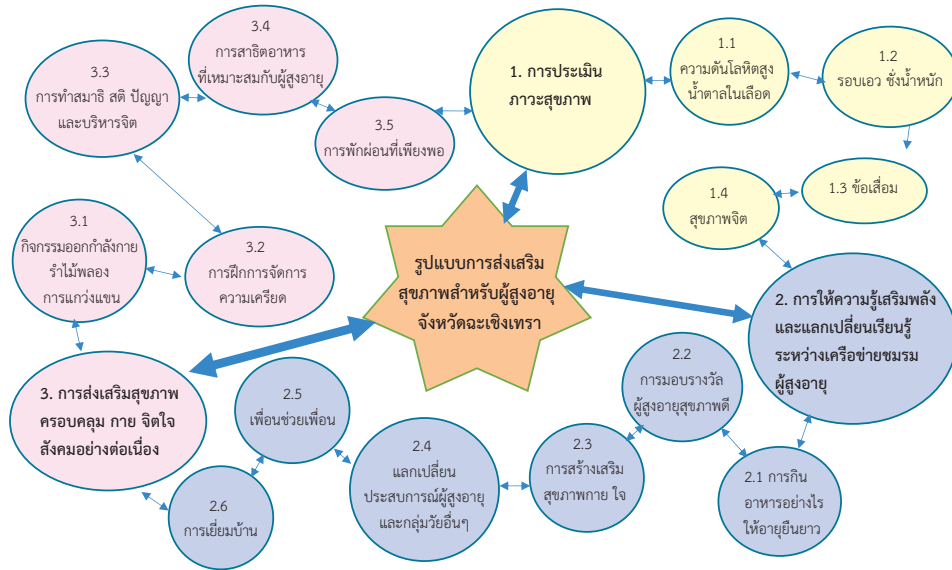 รูปแบบการส่งเสริม
สุขภาพสำหรับผู้สูงอายุ
จังหวัดฉะเชิงเทรา
1. การประเมิน
ภาวะสุขภาพ
1.1
ความดันโลหิตสูง
น้ำตาลในเลือด
1.2
รอบเอว ชั่งน้ำหนัก
1.3 ข้อเสื่อม
1.4
สุขภาพจิต
2. การให้ความรู้เสริมพลัง
และแลกเปลี่ยนเรียนรู้
ระหว่างเครือข่ายชมรม
ผู้สูงอายุ
2.1 การกิน
อาหารอย่างไร
ให้อายุยืนยาว
2.2
การมอบรางวัล
ผู้สูงอายุสุขภาพดี
2.3
การสร้างเสริม
สุขภาพกาย ใจ
2.4
แลกเปลี่ยน
ประสบการณ์ผู้สูงอายุ
และกลุ่มวัยอื่นๆ
2.5
เพื่อนช่วยเพื่อน
2.6
การเยี่ยมบ้าน
3. การส่งเสริมสุขภาพ
ครอบคลุม กาย จิตใจ
สังคมอย่างต่อเนื่อง
3.1
กิจกรรมออกกำลังกาย
รำไม้พลอง
การแกว่งแขน
3.2
การฝึกการจัดการ
ความเครียด
3.3
การทำสมาธิ สติ ปัญญา
และบริหารจิต
3.4
การสาธิตอาหาร
ที่เหมาะสมกับผู้สูงอายุ
3.5
การพักผ่อนที่เพียงพอ